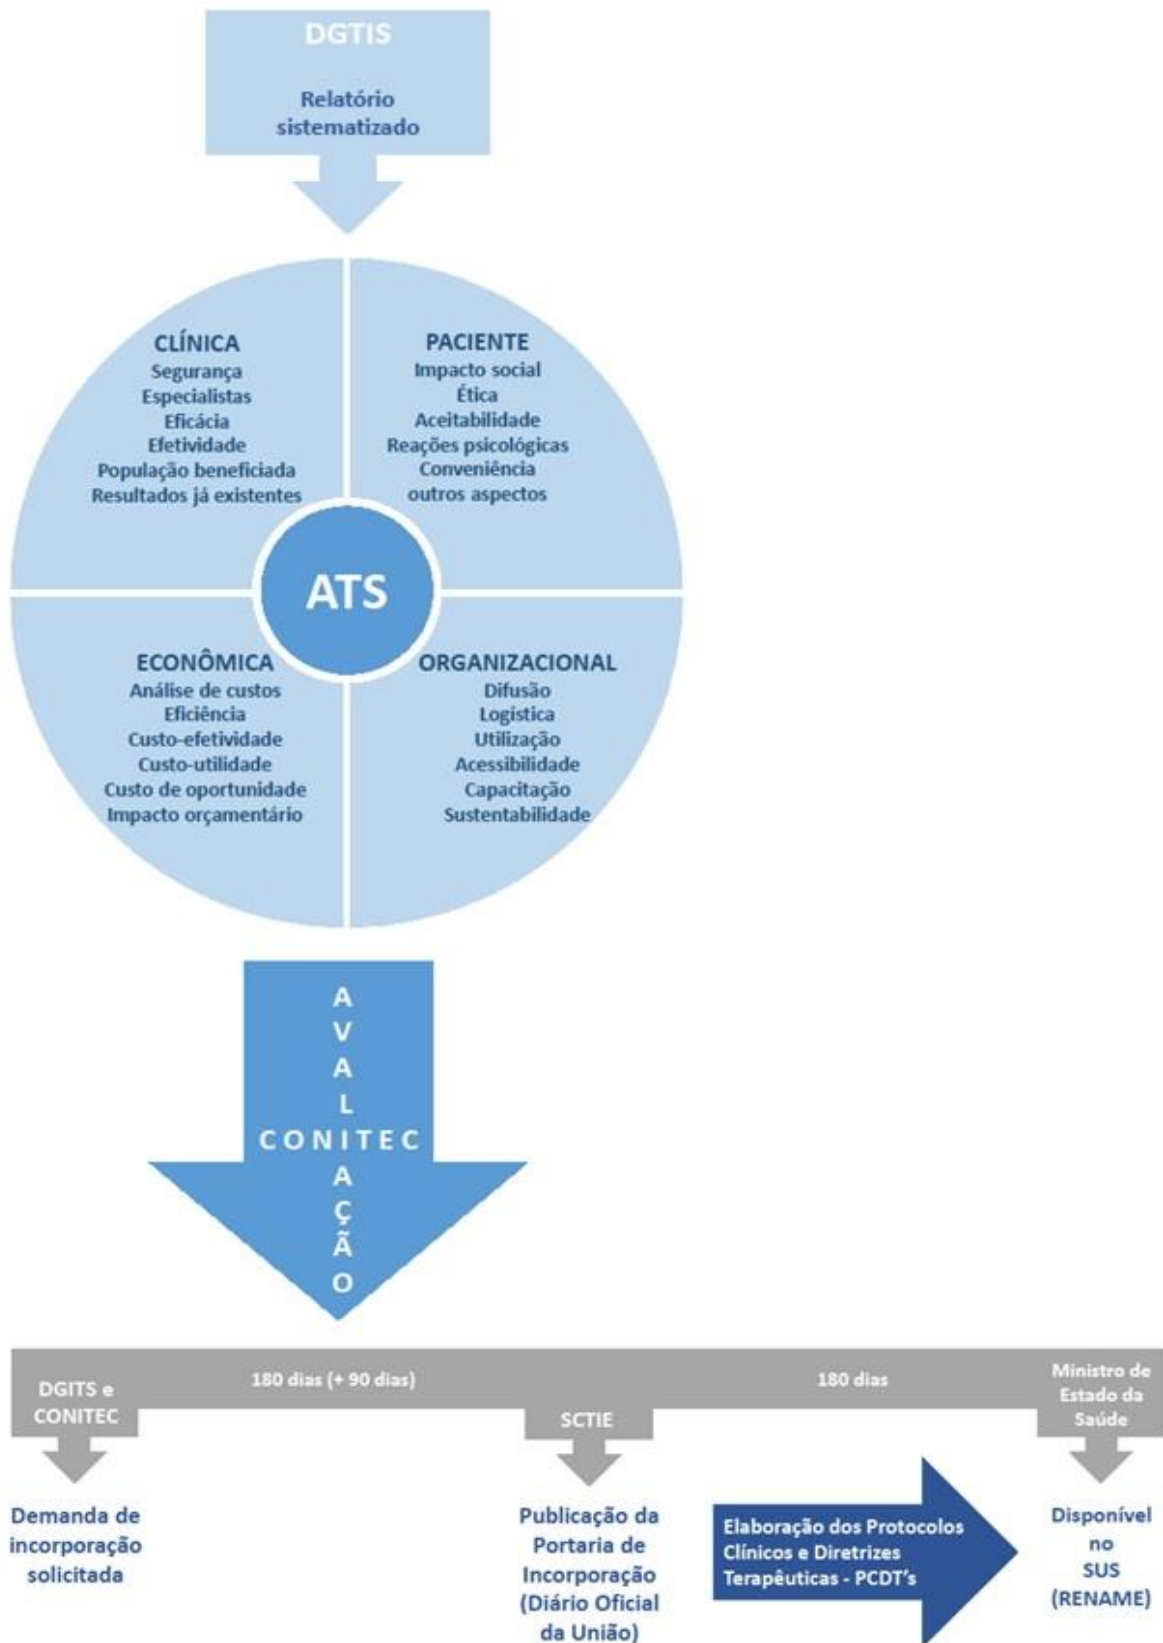 DGTIS
Relatório
sistematizado
CLÍNICA
Segurança
Especialistas
Eficácia
Efetividade
População beneficiada
Resultados já existentes
PACIENTE
Impacto social
Ética
Aceitabilidade
Reações psicológicas
Conveniência
outros aspectos
ATS
ECONÔMICA
Análise de custos
Eficiência
Custo-efetividade
Custo-utilidade
Custo de oportunidade
Impacto orçamentário
ORGANIZACIONAL
Difusão
Logistica
Utilização
Acessibilidade
Capacitação
Sustentabilidade
AVALIAÇÃO
CONITEC
DGITS e
CONITEC
180 dias (+ 90 dias)
SCTIE
180 dias
Ministro de
Estado da
Saúde
Demanda de
incorporação
solicitada
Publicação da
Portaria de
Incorporação
(Diário Oficial
da União)
Elaboração dos Protocolos
Clínicos e Diretrizes
Terapêuticas - PCDT's
Disponível
no
SUS
(RENAME)